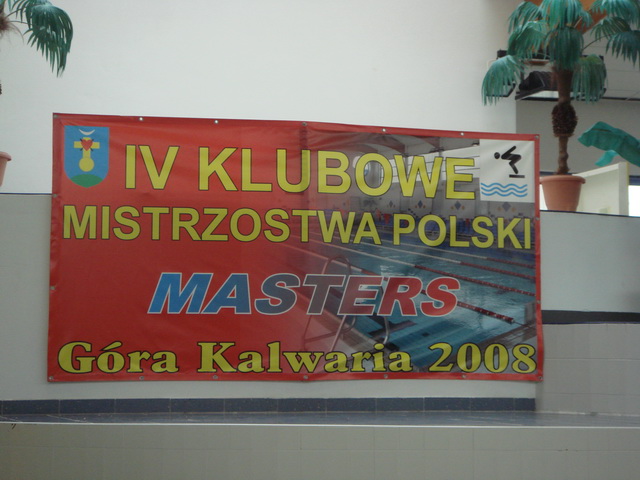 IV KLUBOWE
MISTRZOSTWA POLSKI
MASTERS
Góra Kalwaria 2008